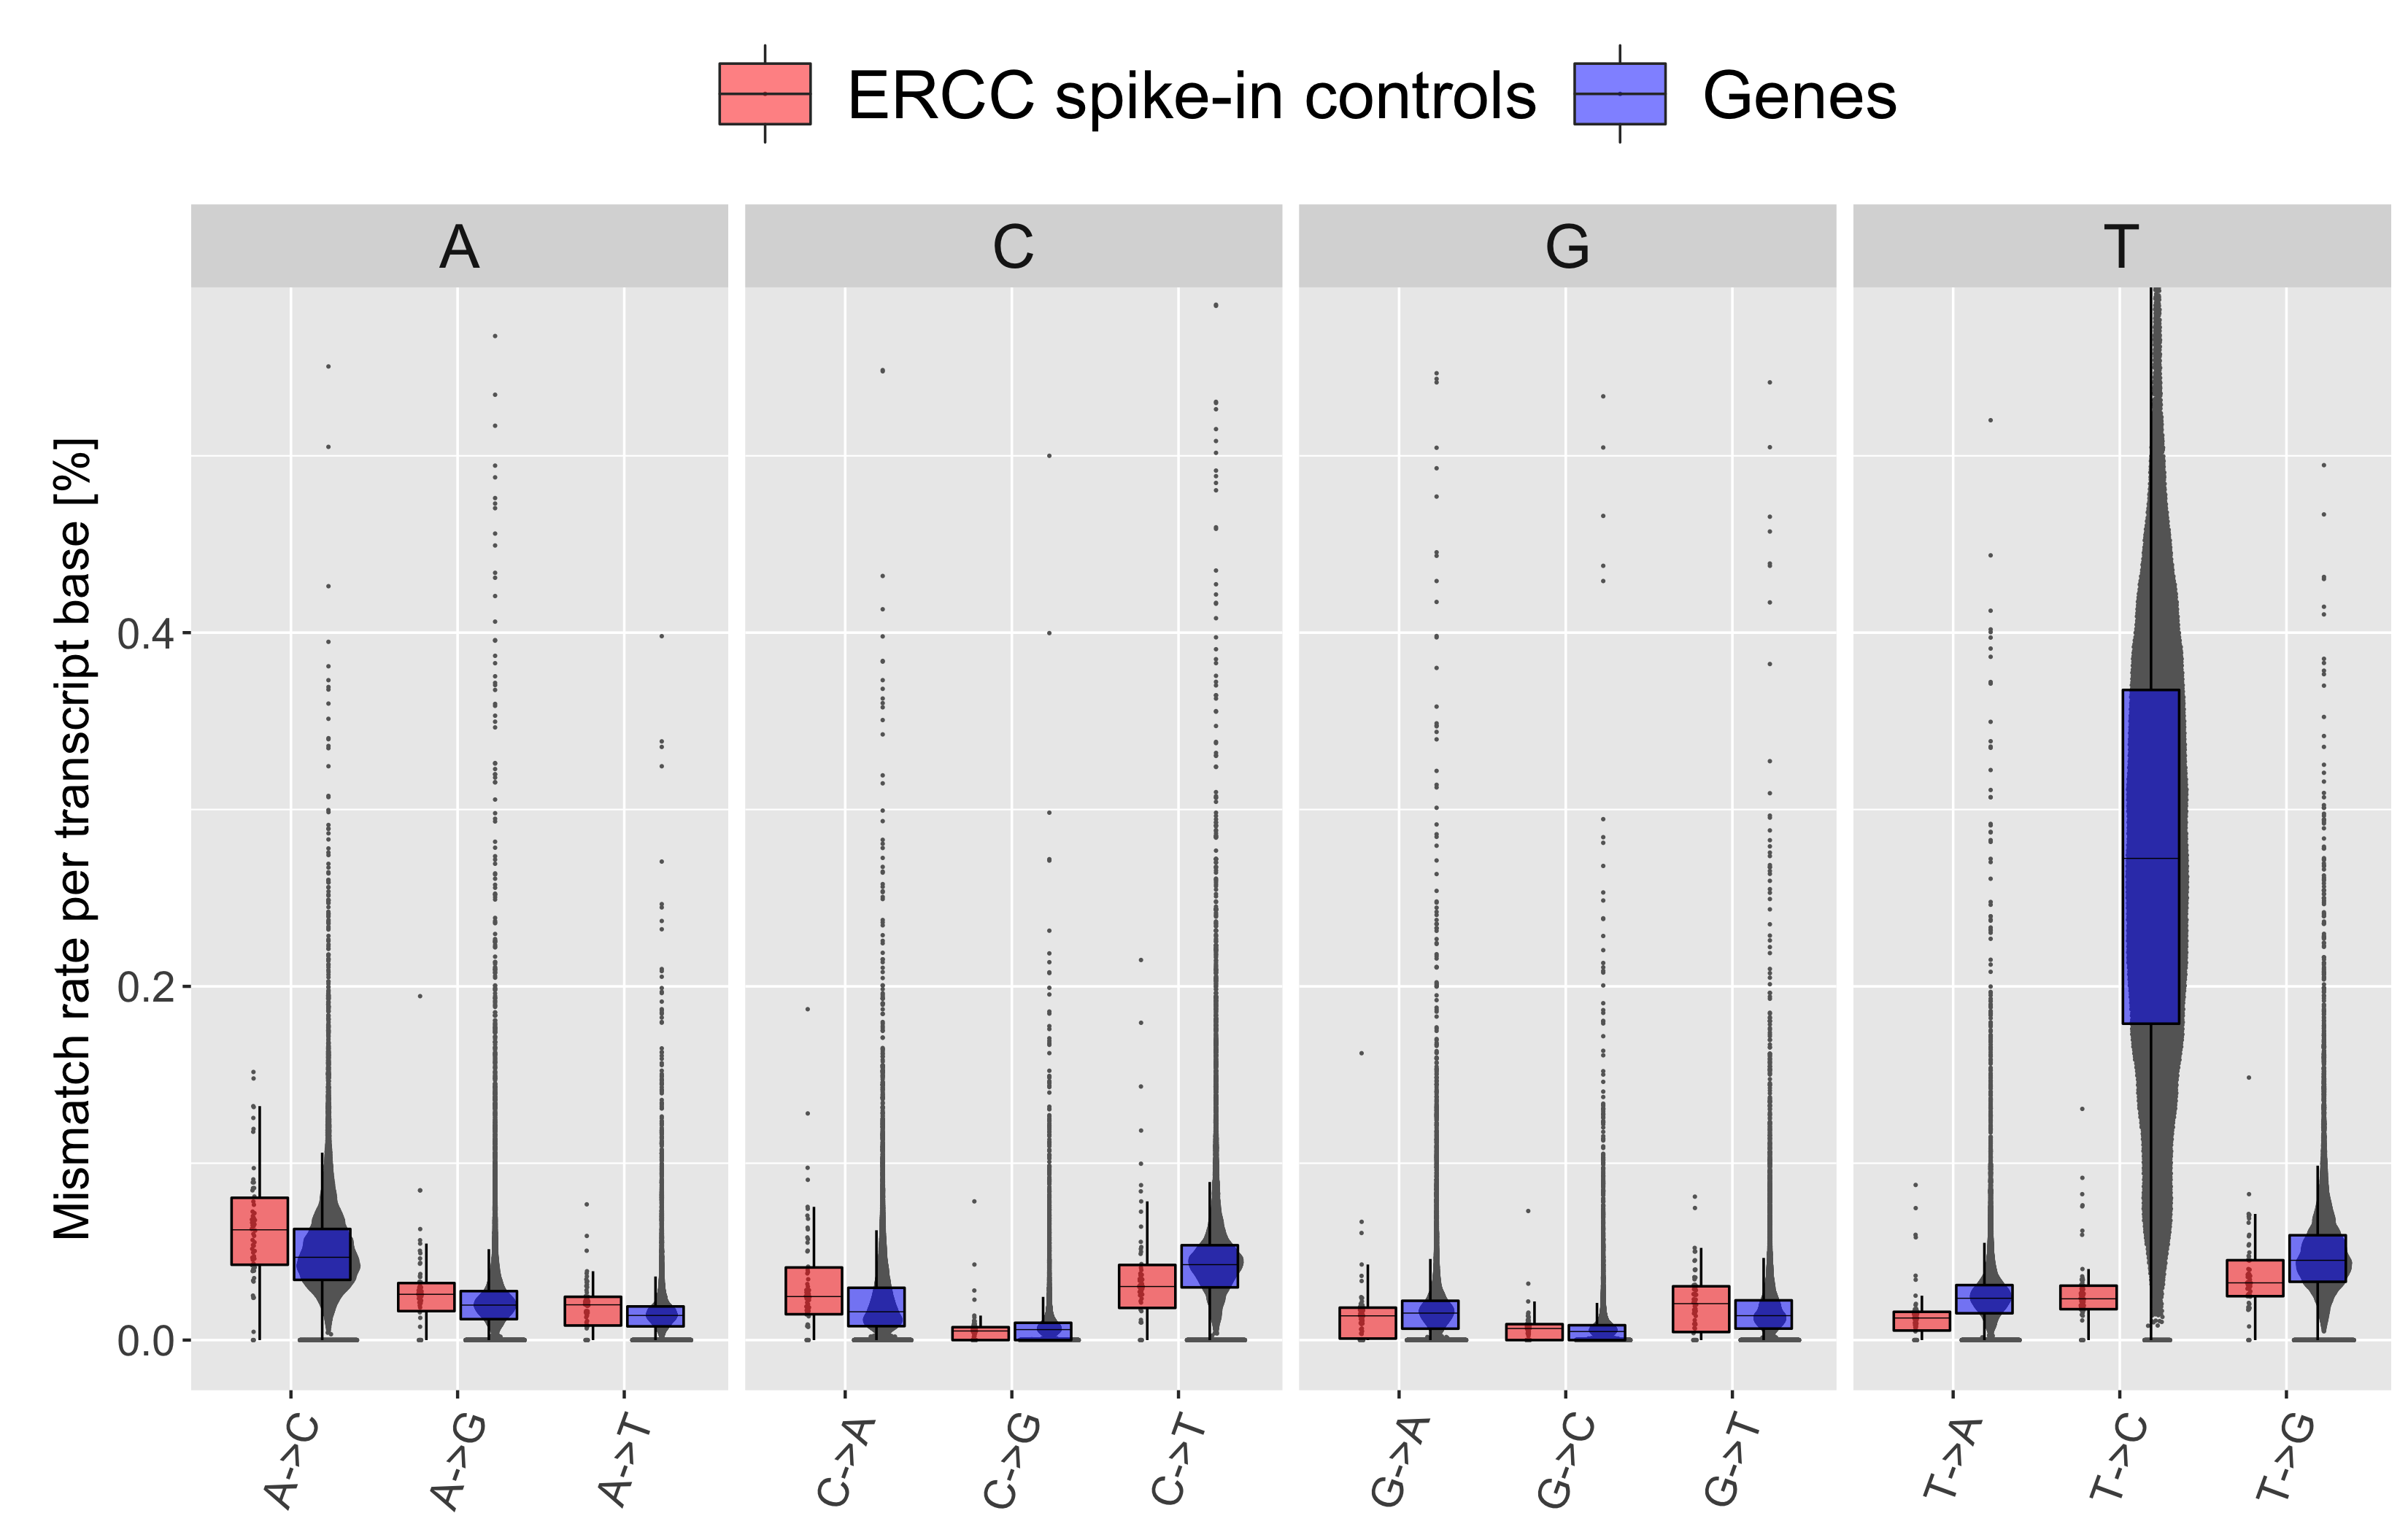 ERCC spike-in controls Genes
A C G T
Mismatch rate per transcript base [%]
0.4
0.2
0.0
A->C A->G A->T C->A C->G C->T G->A G->C G->T T->A T->C T->G